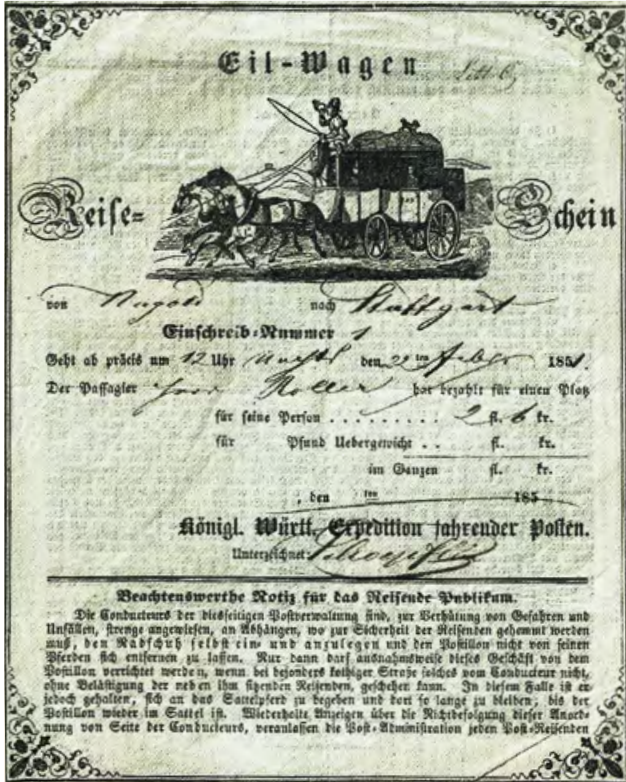 Eil-Wagen Litt. C.
Reise-Schein
von Nagold nach Stuttgart
Einschreib-Nummer 1
Geht ab präcis um 12 Uhr Nachts den 22 ten Febr 1851.
Der Passagier Herr Roller hat bezahlt für einen Platz
für seine Person . . . . . . . . . 2 fl. 6 kr.
für Pfund Uebergewicht . . fl. kr.
im Ganzen fl. kr.
, den ten 185
Königl. Württ. Expedition fahrender Posten.
Unterzeichnet:
Beachtenswerthe Notiz für das Reisende Publikum.
Die Conducteurs der diesseitigen Postverwaltung sind, zur Verhütung von Gefahren und
Unfällen, strenge angewiesen, an Abhängen, wo zur Sicherheit der Reisenden gehemmt werden
muß, den Radschuh selbst ein- und anzulegen und den Postillon nicht von seinen
Pferden sich entfernen zu lassen. Nur dann darf ausnahmsweise dieses Geschäft von dem
Postillon verrichtet werden, wenn bei besonders kothiger Straße solches vom Conducteur nicht,
ohne Belästigung der neben ihm sitzenden Reisenden, geschehen kann. In diesem Falle ist er
jedoch gehalten, sich an das Sattelpferd zu begeben und dort so lange zu bleiben, bis der
Postillon wieder im Sattel ist. Wiederholte Anzeigen über die Nichtbefolgung dieser Anord-
nung von Seite der Conducteurs, veranlassen die Post-Administration jeden Post-Reisenden